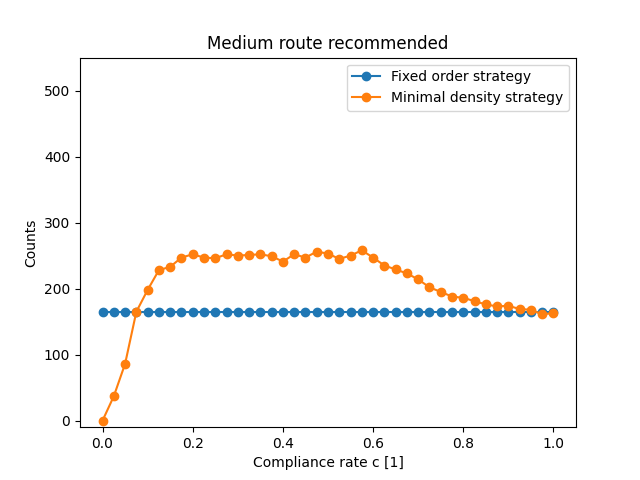 Medium route recommended
Fixed order strategy
Minimal density strategy
500
400
300
200
100
0
Counts
0.0 0.2 0.4 0.6 0.8 1.0
Compliance rate c [1]